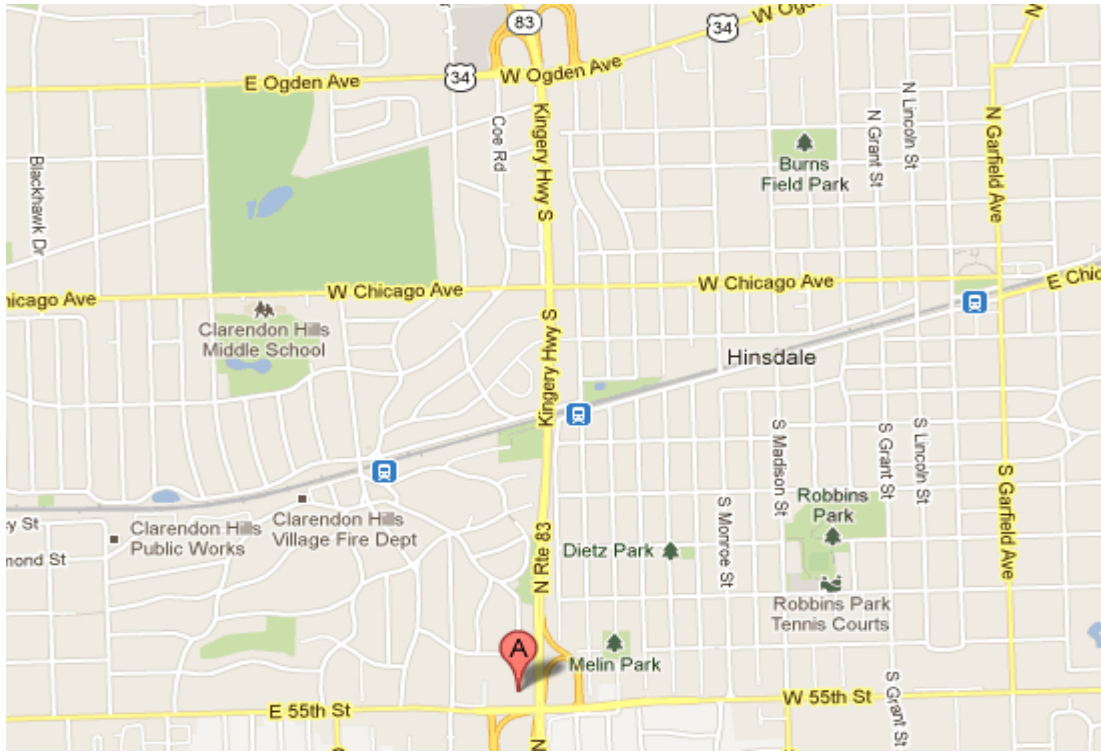 83
34
W Og
N
34
W Ogden Ave
E Ogden Ave
Kingery Hwy S
Coe Rd
N Lincoln St
N Grant St
N Garfield Ave
Burns
Field Park
Blackhawk Dr
hicago Ave
W Chicago Ave
W Chicago Ave
E Chic
Clarendon Hills
Middle School
Kingery Hwy S
Hinsdale
S Madison St
S Grant St
S Lincoln St
S Garfield Ave
Robbins
Park
Clarendon Hills
Village Fire Dept
Clarendon Hills
Public Works
y St
mond St
N Rte 83
Dietz Park
S Monroe St
Robbins Park
Tennis Courts
A
Melin Park
S Grant St
E 55th St
W 55th St
N